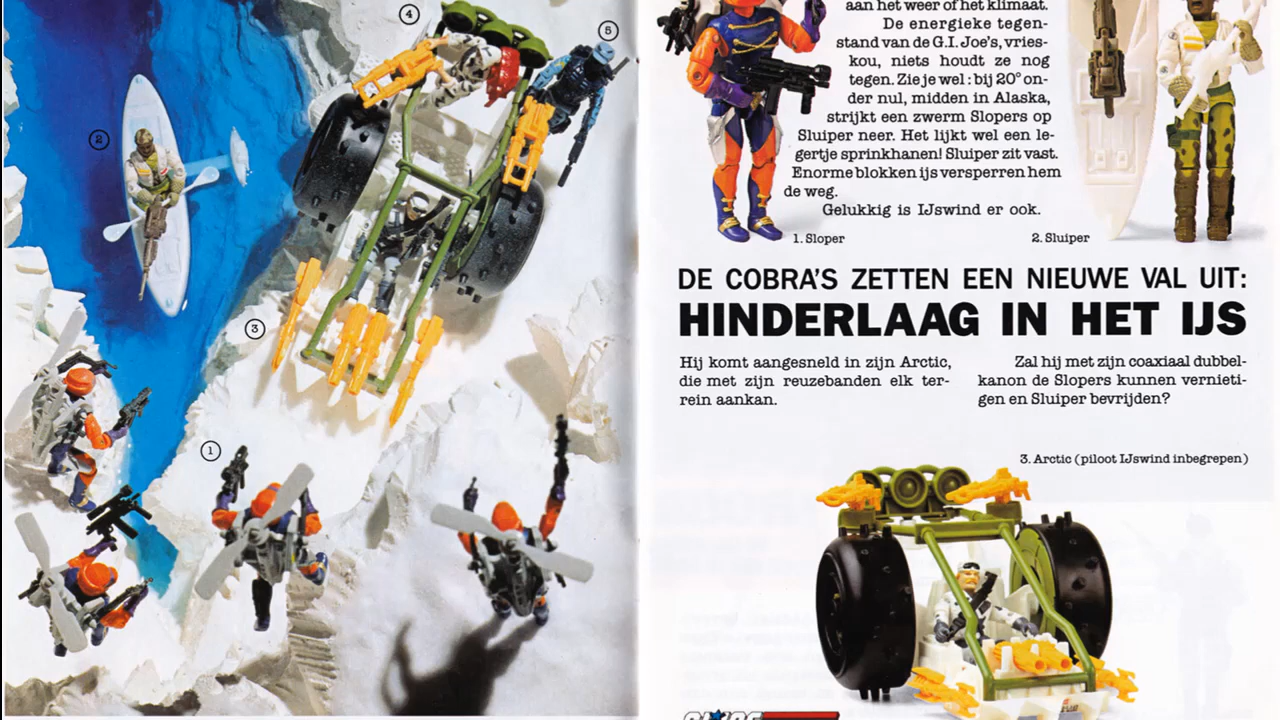 4
5
2
3
1
aan het weer of het klimaat.
De energieke tegen-
stand van de G.I. Joe's, vries-
kou, niets houdt ze nog
tegen. Zie je wel : bij 20° on-
der nul, midden in Alaska,
strijkt een zwerm Slopers op
Sluiper neer. Het lijkt wel een le-
gertje sprinkhanen! Sluiper zit vast.
Enorme blokken ijs versperren hem
de weg.
Gelukkig is IJswind er ook.
1. Sloper
2. Sluiper
DE COBRA'S ZETTEN EEN NIEUWE VAL UIT:
HINDERLAAG IN HET IJS
Hij komt aangesneld in zijn Arctic,
die met zijn reuzebanden elk ter-
rein aankan.
Zal hij met zijn coaxiaal dubbel-
kanon de Slopers kunnen vernieti-
gen en Sluiper bevrijden?
3. Arctic (piloot IJswind inbegrepen)
G.I. JOE